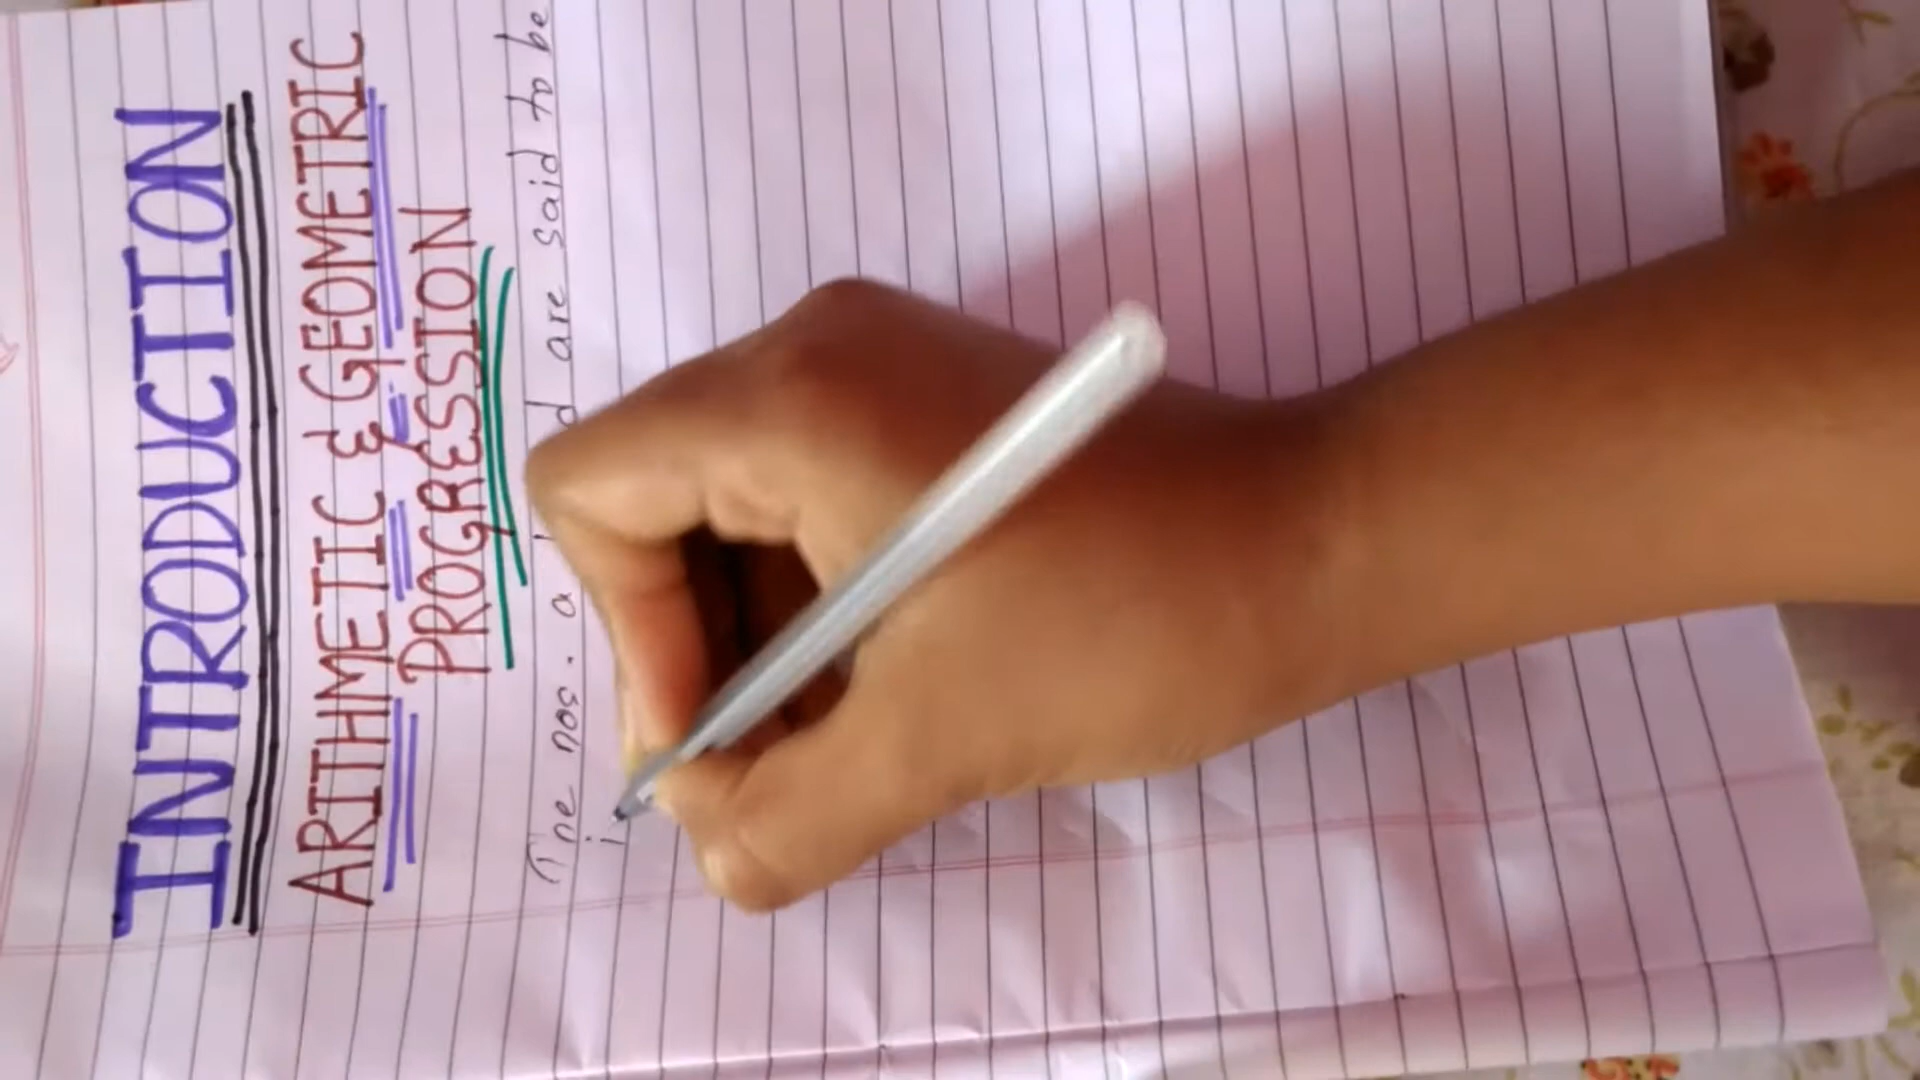 INTRODUCTION
ARITHMETIC & GEOMETRIC
PROGRESSION
The nos. a are said to be
i